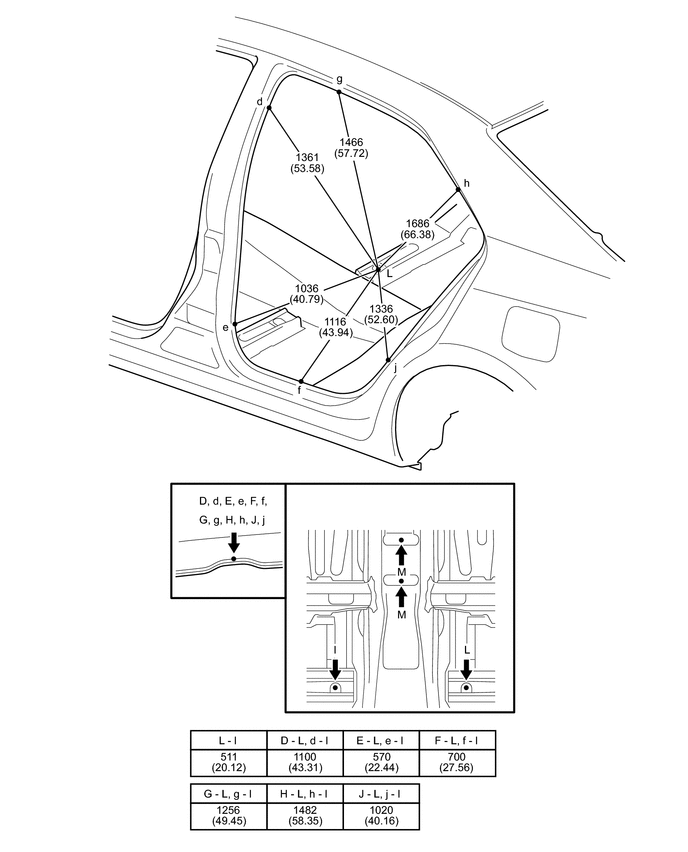 g
d
1466
(57.72)
1361
(53.58)
h
1686
(66.38)
L
1036
(40.79)
1336
(52.60)
1116
(43.94)
e
j
f
D, d, E, e, F, f,
G, g, H, h, J, j
M
M
l
L
L - l
D - L, d - l
E - L, e - l
F - L, f - l
511
(20.12)
1100
(43.31)
570
(22.44)
700
(27.56)
G - L, g - l
H - L, h - l
J - L, j - l
1256
(49.45)
1482
(58.35)
1020
(40.16)